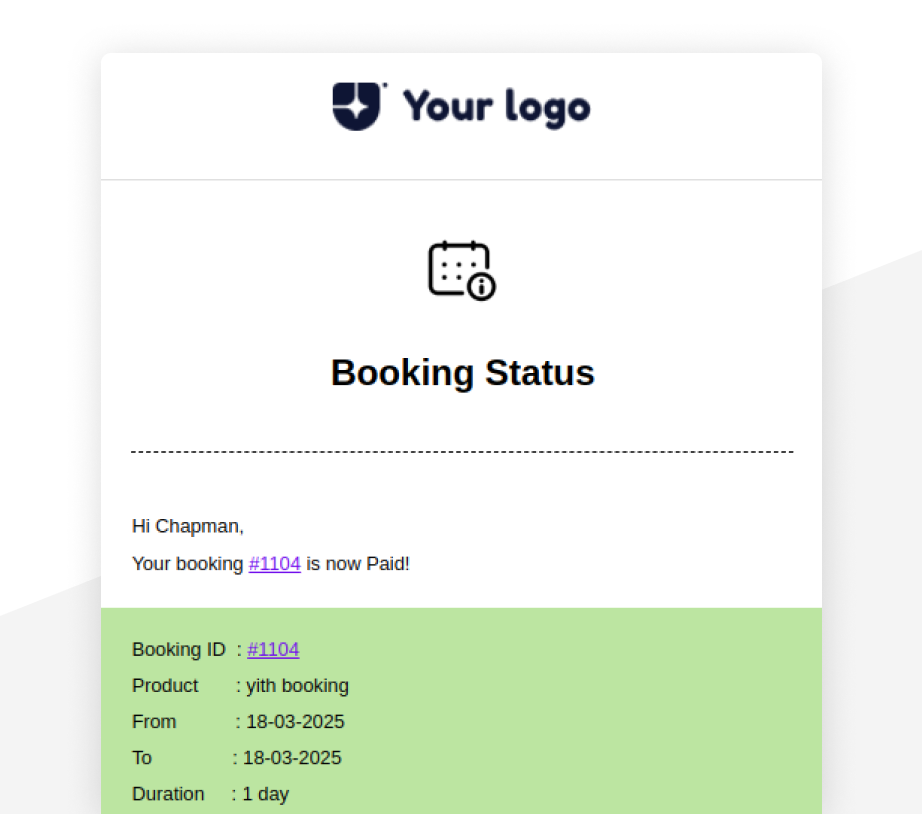 Your logo
Booking Status
Hi Chapman,
Your booking #1104 is now Paid!
Booking ID : #1104
Product : yith booking
From : 18-03-2025
To : 18-03-2025
Duration : 1 day